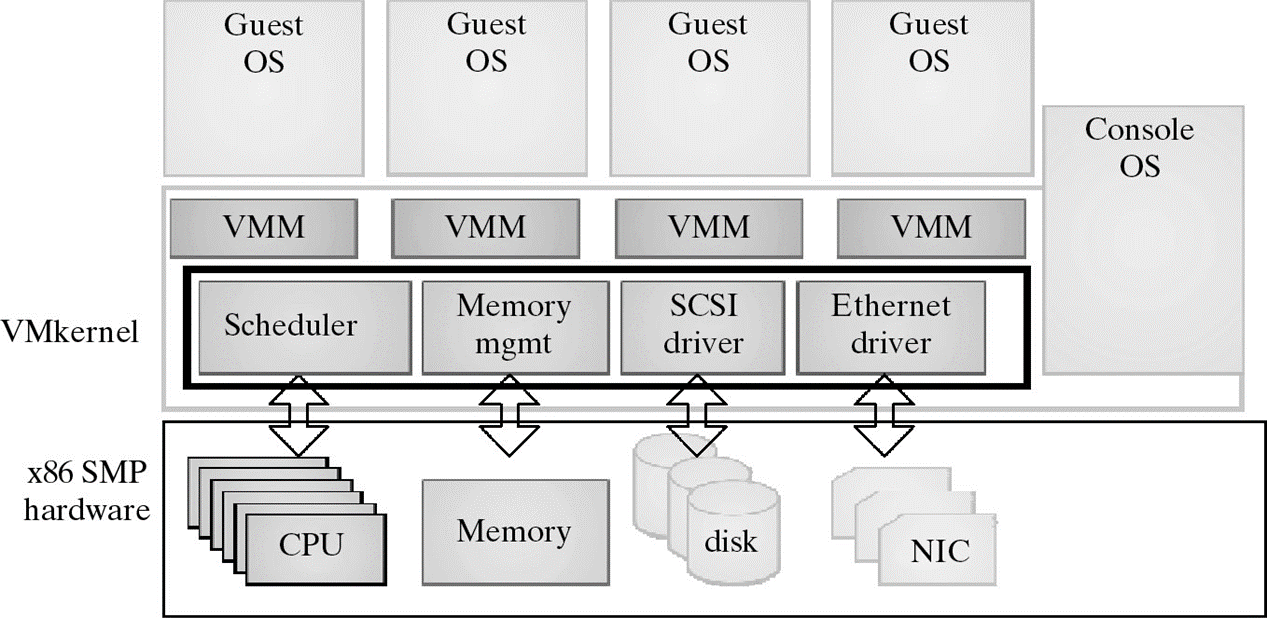 Guest
OS
Guest
OS
Guest
OS
Guest
OS
Console
OS
VMM
VMM
VMM
VMM
VMkernel
Scheduler
Memory
mgmt
SCSI
driver
Ethernet
driver
x86 SMP
hardware
CPU
Memory
disk
NIC